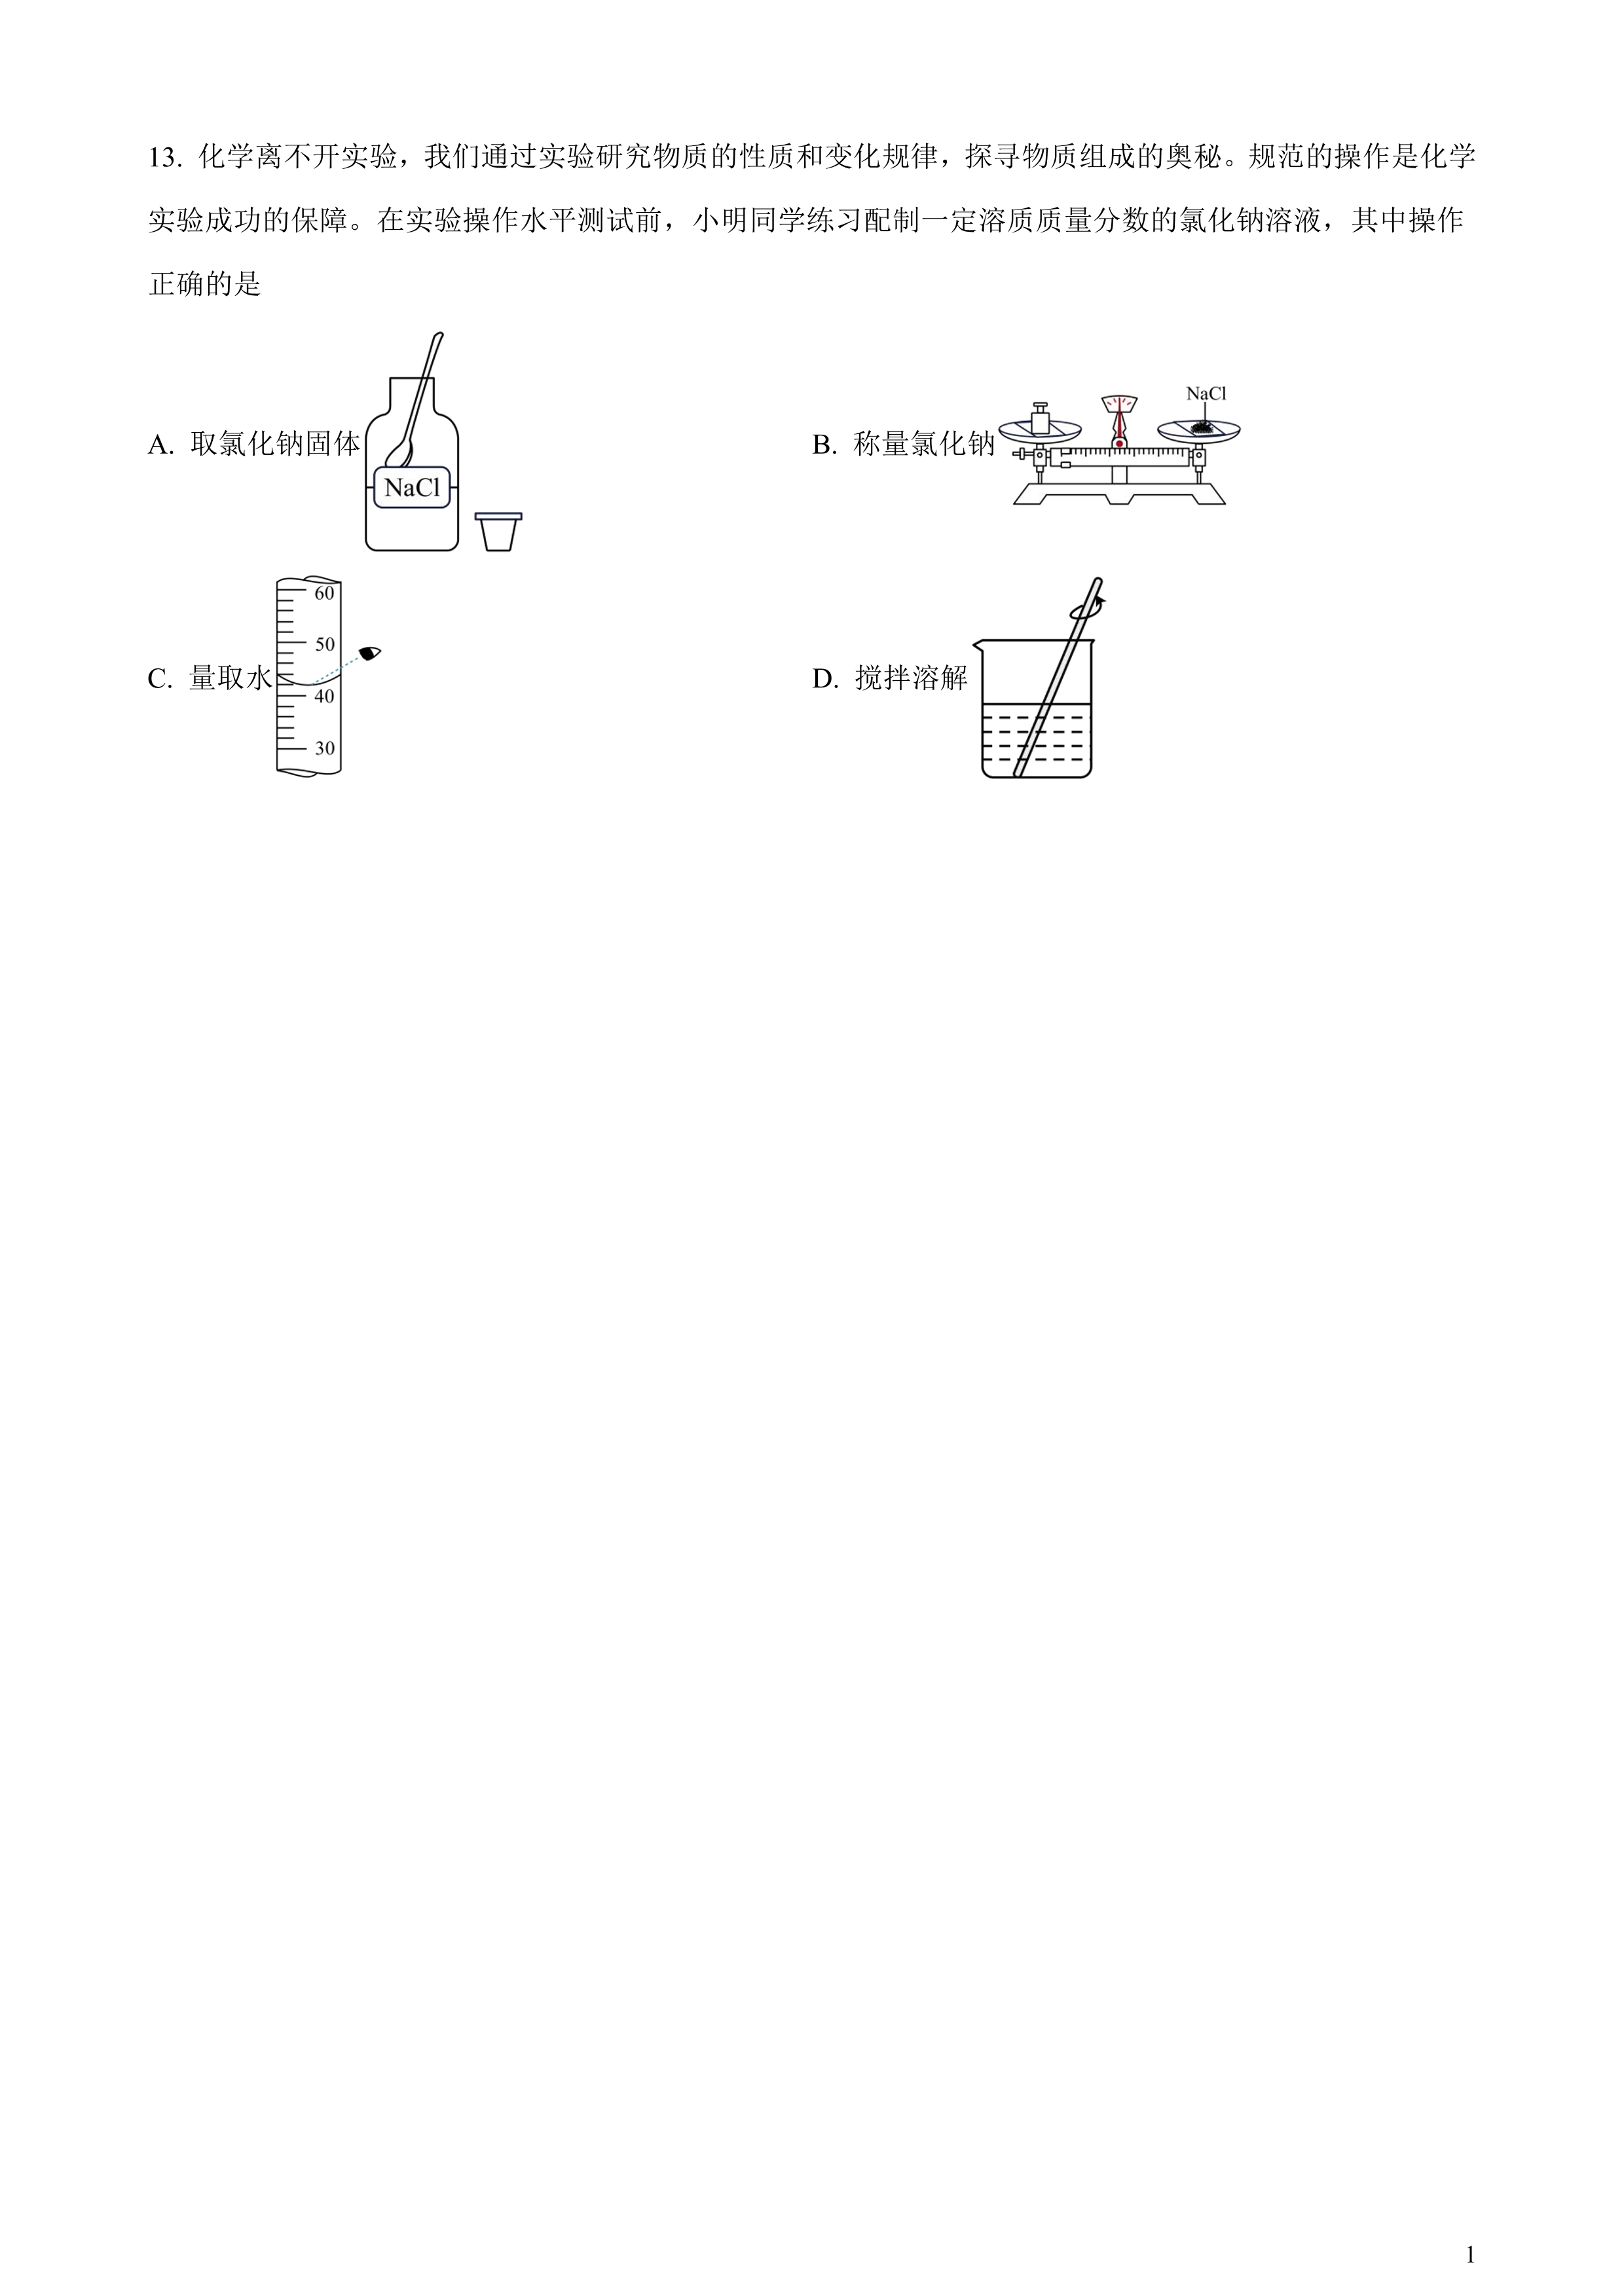 13. 化学离不开实验，我们通过实验研究物质的性质和变化规律，探寻物质组成的奥秘。规范的操作是化学
实验成功的保障。在实验操作水平测试前，小明同学练习配制一定溶质质量分数的氯化钠溶液，其中操作
正确的是
A. 取氯化钠固体
NaCl
B. 称量氯化钠
NaCl
C. 量取水
60
50
40
30
D. 搅拌溶解
1